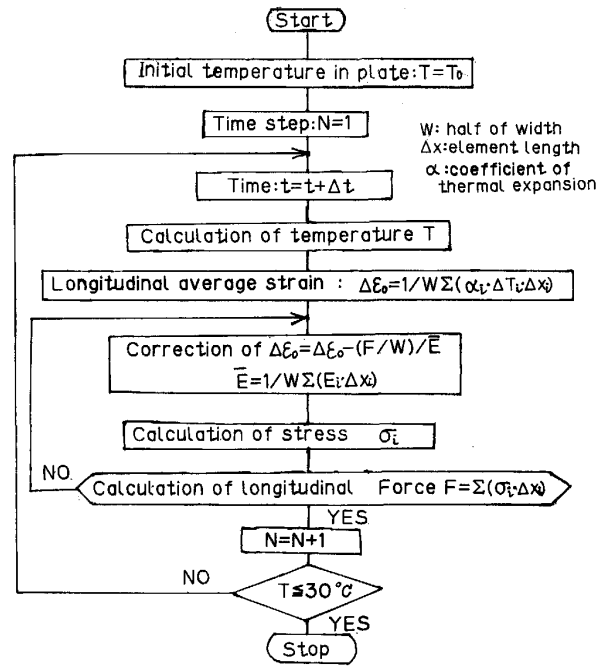 Start
Initial temperature in plate:T=T₀
Time step:N=1
W: half of width
Δx:element length
α:coefficient of
thermal expansion
Time:t=t+Δt
Calculation of temperature T
Longitudinal average strain : Δε₀=1/WΣ(αᵢ·ΔTᵢ·Δxᵢ)
Correction of Δε₀=Δε₀-(F/W)/E̅
E̅=1/WΣ(Eᵢ·Δxᵢ)
Calculation of stress σᵢ
NO
Calculation of longitudinal Force F=Σ(σᵢ·Δxᵢ)
YES
N=N+1
NO
T≦30°C
YES
Stop